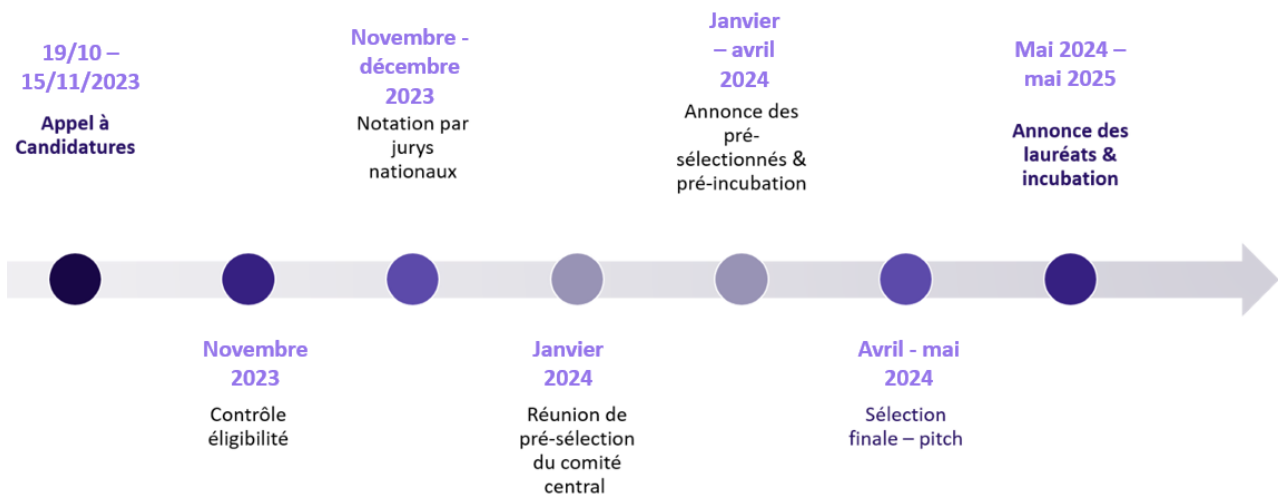 19/10 –
15/11/2023
Appel à
Candidatures
Novembre
2023
Contrôle
éligibilité
Novembre -
décembre
2023
Notation par
jurys
nationaux
Janvier
2024
Réunion de
pré-sélection
du comité
central
Janvier
– avril
2024
Annonce des
pré-
sélectionnés &
pré-incubation
Avril - mai
2024
Sélection
finale – pitch
Mai 2024 –
mai 2025
Annonce des
lauréats &
incubation